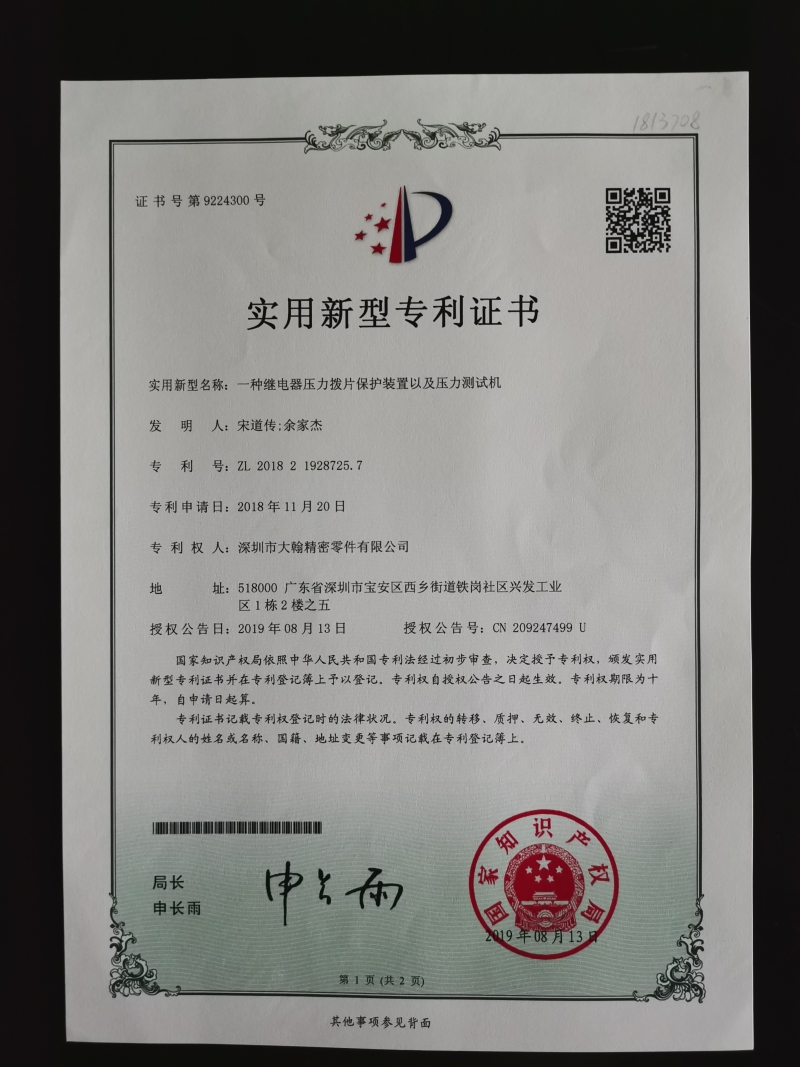 1813708
证书号第9224300号
实用新型专利证书
实用新型名称：一种继电器压力拨片保护装置以及压力测试机
发明人：宋道传;余家杰
专利号：ZL 2018 2 1928725.7
专利申请日：2018年11月20日
专利权人：深圳市大翰精密零件有限公司
地址：518000 广东省深圳市宝安区西乡街道铁岗社区兴发工业
区1栋2楼之五
授权公告日：2019年08月13日 授权公告号：CN 209247499 U
国家知识产权局依照中华人民共和国专利法经过初步审查，决定授予专利权，颁发实用
新型专利证书并在专利登记簿上予以登记。专利权自授权公告之日起生效。专利权期限为十
年，自申请日起算。
专利证书记载专利权登记时的法律状况。专利权的转移、质押、无效、终止、恢复和专
利权人的姓名或名称、国籍、地址变更等事项记载在专利登记簿上。
局长
申长雨
申长雨
国家知识产权局
2019年08月13日
第1页(共2页)
其他事项参见背面